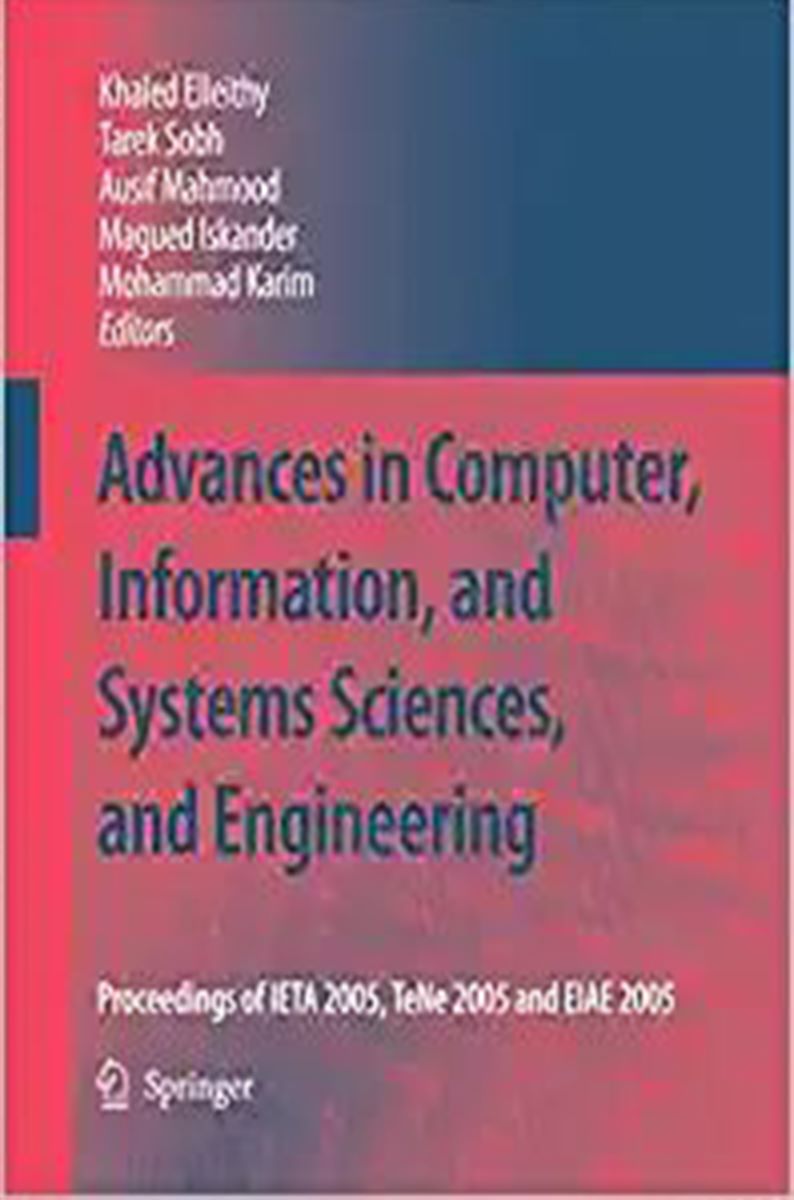 Khaled Elleithy
Tarek Sobh
Ausif Mahmood
Magued Iskander
Mohammad Karim
Editors
Advances in Computer,
Information, and
Systems Sciences,
and Engineering
Proceedings of IETA 2005, TeNe 2005 and EIAE 2005
Springer